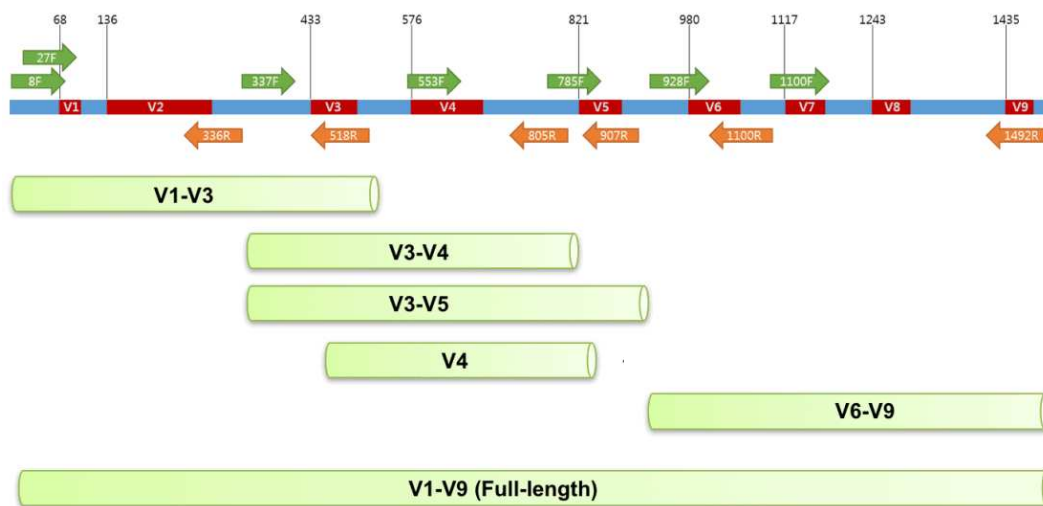 68 136 433 576 821 980 1117 1243 1435
27F
8F 337F 553F 785F 928F 1100F
V1 V2 V3 V4 V5 V6 V7 V8 V9
336R 518R 805R 907R 1100R 1492R
V1-V3
V3-V4
V3-V5
V4
V6-V9
V1-V9 (Full-length)